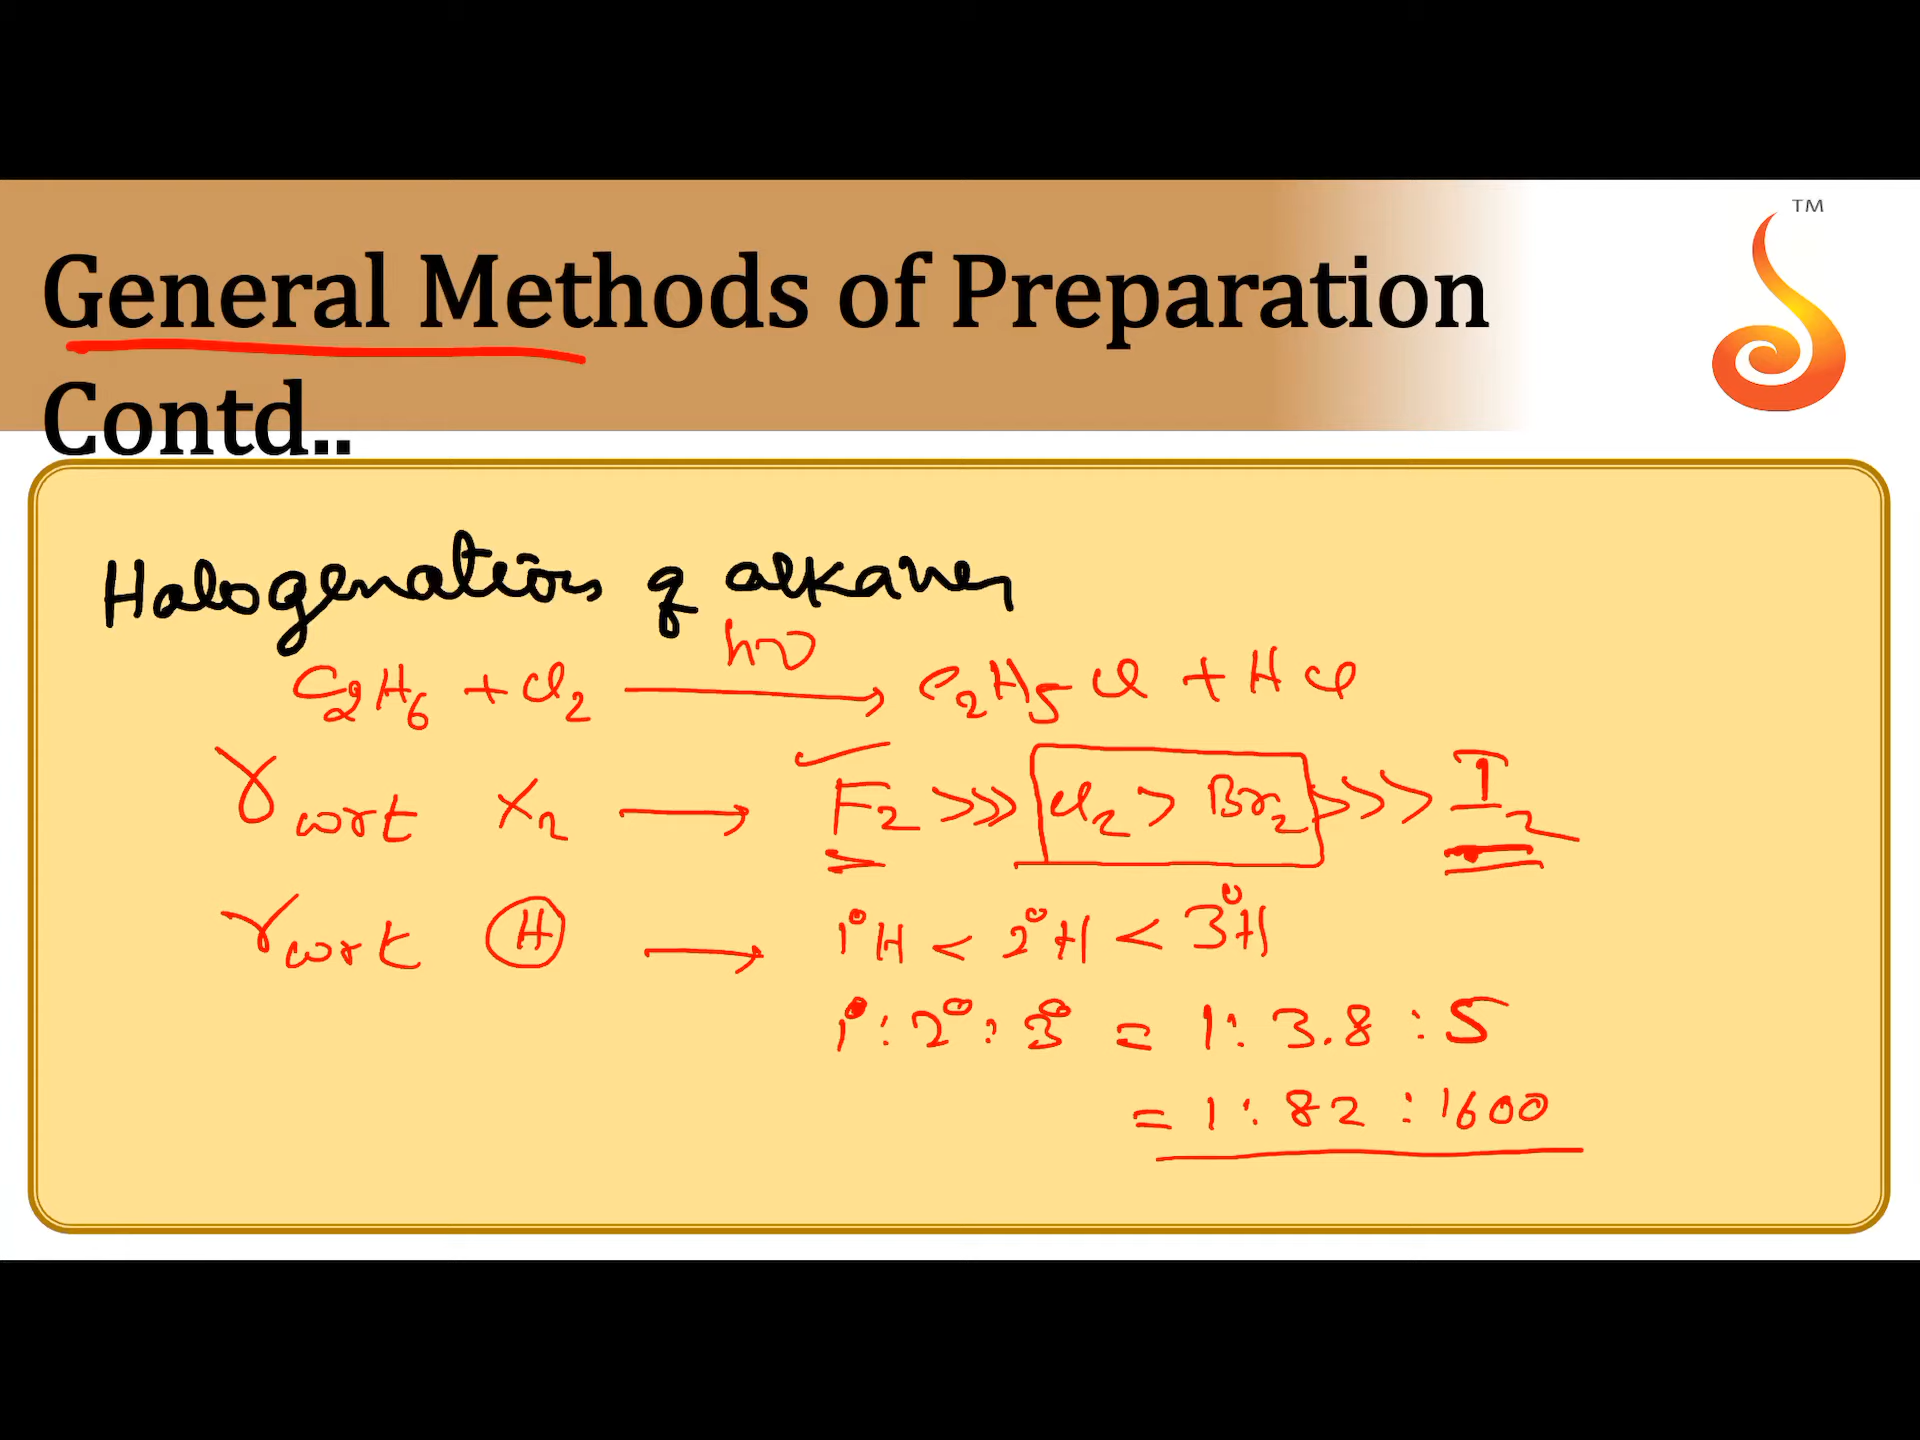 TM
General Methods of Preparation
Contd..
Halogenation of alkanes
hν
C₂H₆ + Cl₂ ⟶ C₂H₅Cl + HCl
r wrt X₂ ⟶ F₂ >>> Cl₂ > Br₂ >>> I₂
r wrt H ⟶ 1°H < 2°H < 3°H
1° : 2° : 3° = 1 : 3.8 : 5
= 1 : 82 : 1600